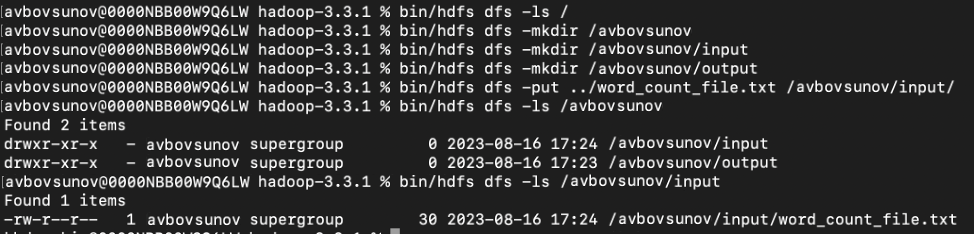 [avbovsunov@0000NBB00W9Q6LW hadoop-3.3.1 % bin/hdfs dfs -ls /
[avbovsunov@0000NBB00W9Q6LW hadoop-3.3.1 % bin/hdfs dfs -mkdir /avbovsunov
[avbovsunov@0000NBB00W9Q6LW hadoop-3.3.1 % bin/hdfs dfs -mkdir /avbovsunov/input
[avbovsunov@0000NBB00W9Q6LW hadoop-3.3.1 % bin/hdfs dfs -mkdir /avbovsunov/output
[avbovsunov@0000NBB00W9Q6LW hadoop-3.3.1 % bin/hdfs dfs -put ../word_count_file.txt /avbovsunov/input/
[avbovsunov@0000NBB00W9Q6LW hadoop-3.3.1 % bin/hdfs dfs -ls /avbovsunov
Found 2 items
drwxr-xr-x   - avbovsunov supergroup          0 2023-08-16 17:24 /avbovsunov/input
drwxr-xr-x   - avbovsunov supergroup          0 2023-08-16 17:23 /avbovsunov/output
[avbovsunov@0000NBB00W9Q6LW hadoop-3.3.1 % bin/hdfs dfs -ls /avbovsunov/input
Found 1 items
-rw-r--r--   1 avbovsunov supergroup         30 2023-08-16 17:24 /avbovsunov/input/word_count_file.txt